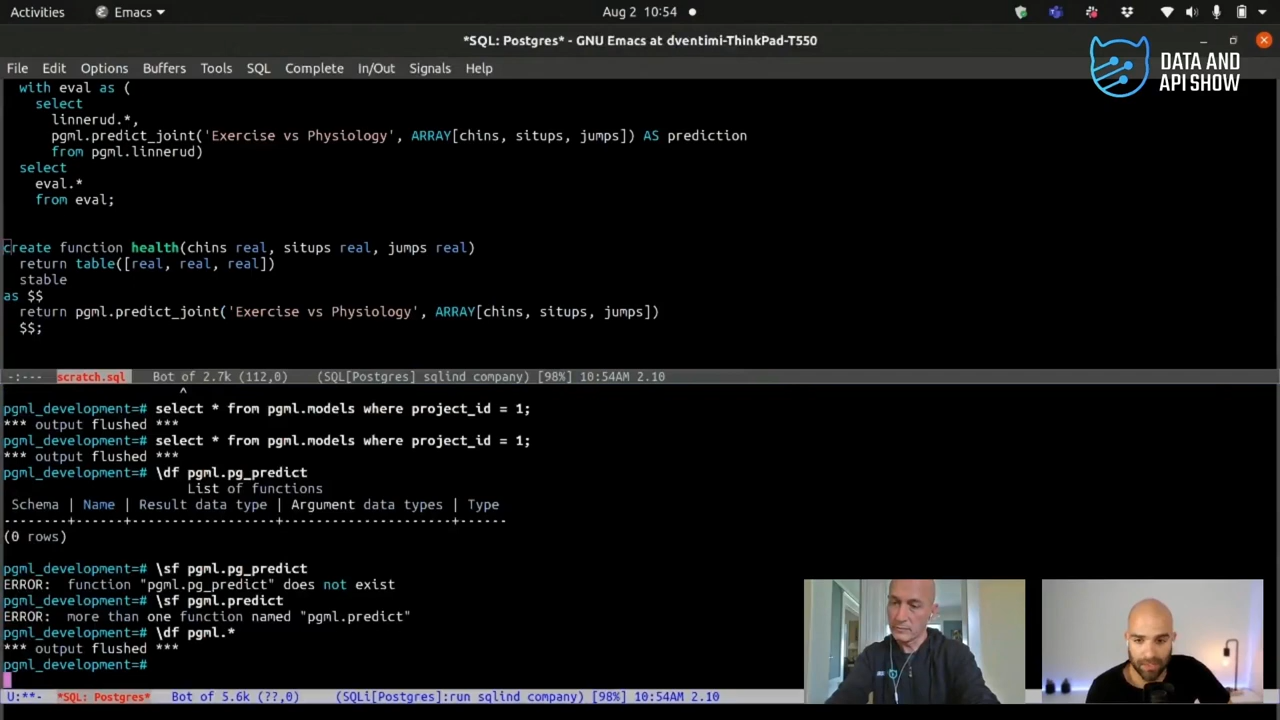 Activities Emacs Aug 2 10:54
*SQL: Postgres* - GNU Emacs at dventimi-ThinkPad-T550
File Edit Options Buffers Tools SQL Complete In/Out Signals Help
DATA AND
API SHOW
with eval as (
select
linnerud.*,
pgml.predict_joint('Exercise vs Physiology', ARRAY[chins, situps, jumps]) AS prediction
from pgml.linnerud)
select
eval.*
from eval;
create function health(chins real, situps real, jumps real)
return table([real, real, real])
stable
as $$
return pgml.predict_joint('Exercise vs Physiology', ARRAY[chins, situps, jumps])
$$;
-:--- scratch.sql Bot of 2.7k (112,0) (SQL[Postgres] sqlind company) [98%] 10:54AM 2.10
^
pgml_development=# select * from pgml.models where project_id = 1;
*** output flushed ***
pgml_development=# select * from pgml.models where project_id = 1;
*** output flushed ***
pgml_development=# \df pgml.pg_predict
List of functions
Schema | Name | Result data type | Argument data types | Type
--------+------+------------------+---------------------+------
(0 rows)
pgml_development=# \sf pgml.pg_predict
ERROR:  function "pgml.pg_predict" does not exist
pgml_development=# \sf pgml.predict
ERROR:  more than one function named "pgml.predict"
pgml_development=# \df pgml.*
*** output flushed ***
pgml_development=#
U:**- *SQL: Postgres* Bot of 5.6k (??,0) (SQLi[Postgres]:run sqlind company) [98%] 10:54AM 2.10